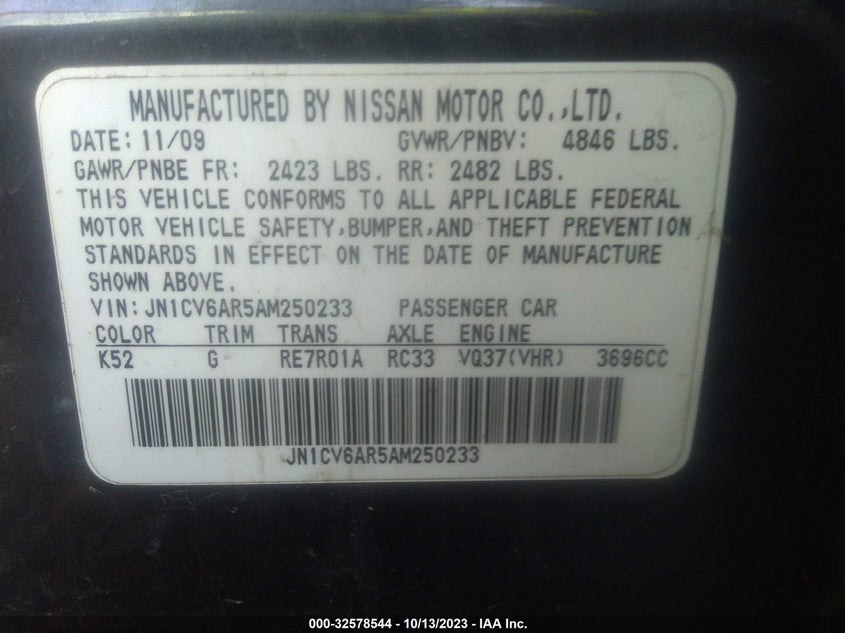 MANUFACTURED BY NISSAN MOTOR CO.,LTD.
DATE: 11/09 GVWR/PNBV: 4846 LBS.
GAWR/PNBE FR: 2423 LBS. RR: 2482 LBS.
THIS VEHICLE CONFORMS TO ALL APPLICABLE FEDERAL
MOTOR VEHICLE SAFETY,BUMPER,AND THEFT PREVENTION
STANDARDS IN EFFECT ON THE DATE OF MANUFACTURE
SHOWN ABOVE.
VIN: JN1CV6AR5AM250233 PASSENGER CAR
COLOR TRIM TRANS AXLE ENGINE
K52 G RE7R01A RC33 VQ37(VHR) 3696CC
JN1CV6AR5AM250233
000-32578544 - 10/13/2023 - IAA Inc.